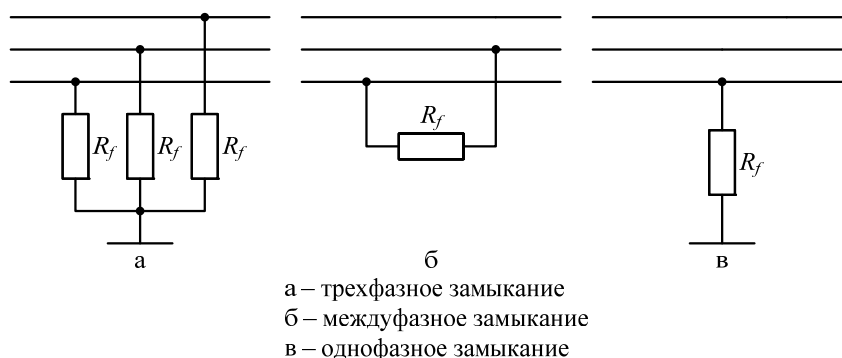 R_f R_f R_f
R_f
R_f
а
б
в
а – трехфазное замыкание
б – междуфазное замыкание
в – однофазное замыкание